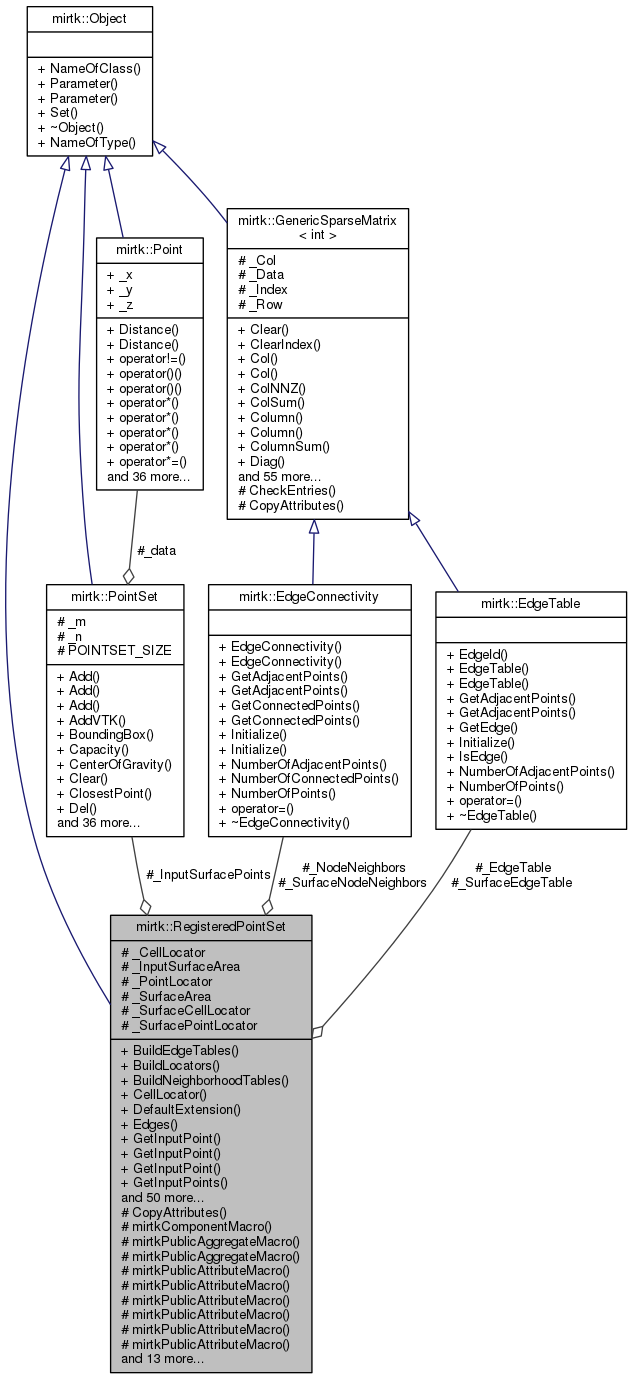 mirtk::Object
+ NameOfClass()
+ Parameter()
+ Parameter()
+ Set()
+ ~Object()
+ NameOfType()
mirtk::Point
+ _x
+ _y
+ _z
+ Distance()
+ Distance()
+ operator!=()
+ operator()()
+ operator()()
+ operator*()
+ operator*()
+ operator*()
+ operator*()
+ operator*=()
and 36 more...
mirtk::GenericSparseMatrix
< int >
# _Col
# _Data
# _Index
# _Row
+ Clear()
+ ClearIndex()
+ Col()
+ Col()
+ ColNNZ()
+ ColSum()
+ Column()
+ Column()
+ ColumnSum()
+ Diag()
and 55 more...
# CheckEntries()
# CopyAttributes()
#_data
mirtk::PointSet
# _m
# _n
# POINTSET_SIZE
+ Add()
+ Add()
+ Add()
+ AddVTK()
+ BoundingBox()
+ Capacity()
+ CenterOfGravity()
+ Clear()
+ ClosestPoint()
+ Del()
and 36 more...
mirtk::EdgeConnectivity
+ EdgeConnectivity()
+ EdgeConnectivity()
+ GetAdjacentPoints()
+ GetAdjacentPoints()
+ GetConnectedPoints()
+ GetConnectedPoints()
+ Initialize()
+ Initialize()
+ NumberOfAdjacentPoints()
+ NumberOfConnectedPoints()
+ NumberOfPoints()
+ operator=()
+ ~EdgeConnectivity()
mirtk::EdgeTable
+ EdgeId()
+ EdgeTable()
+ EdgeTable()
+ GetAdjacentPoints()
+ GetAdjacentPoints()
+ GetEdge()
+ Initialize()
+ IsEdge()
+ NumberOfAdjacentPoints()
+ NumberOfPoints()
+ operator=()
+ ~EdgeTable()
#_InputSurfacePoints
#_NodeNeighbors
#_SurfaceNodeNeighbors
#_EdgeTable
#_SurfaceEdgeTable
mirtk::RegisteredPointSet
# _CellLocator
# _InputSurfaceArea
# _PointLocator
# _SurfaceArea
# _SurfaceCellLocator
# _SurfacePointLocator
+ BuildEdgeTables()
+ BuildLocators()
+ BuildNeighborhoodTables()
+ CellLocator()
+ DefaultExtension()
+ Edges()
+ GetInputPoint()
+ GetInputPoint()
+ GetInputPoint()
+ GetInputPoints()
and 50 more...
# CopyAttributes()
# mirtkComponentMacro()
# mirtkPublicAggregateMacro()
# mirtkPublicAggregateMacro()
# mirtkPublicAttributeMacro()
# mirtkPublicAttributeMacro()
# mirtkPublicAttributeMacro()
# mirtkPublicAttributeMacro()
# mirtkPublicAttributeMacro()
# mirtkPublicAttributeMacro()
and 13 more...